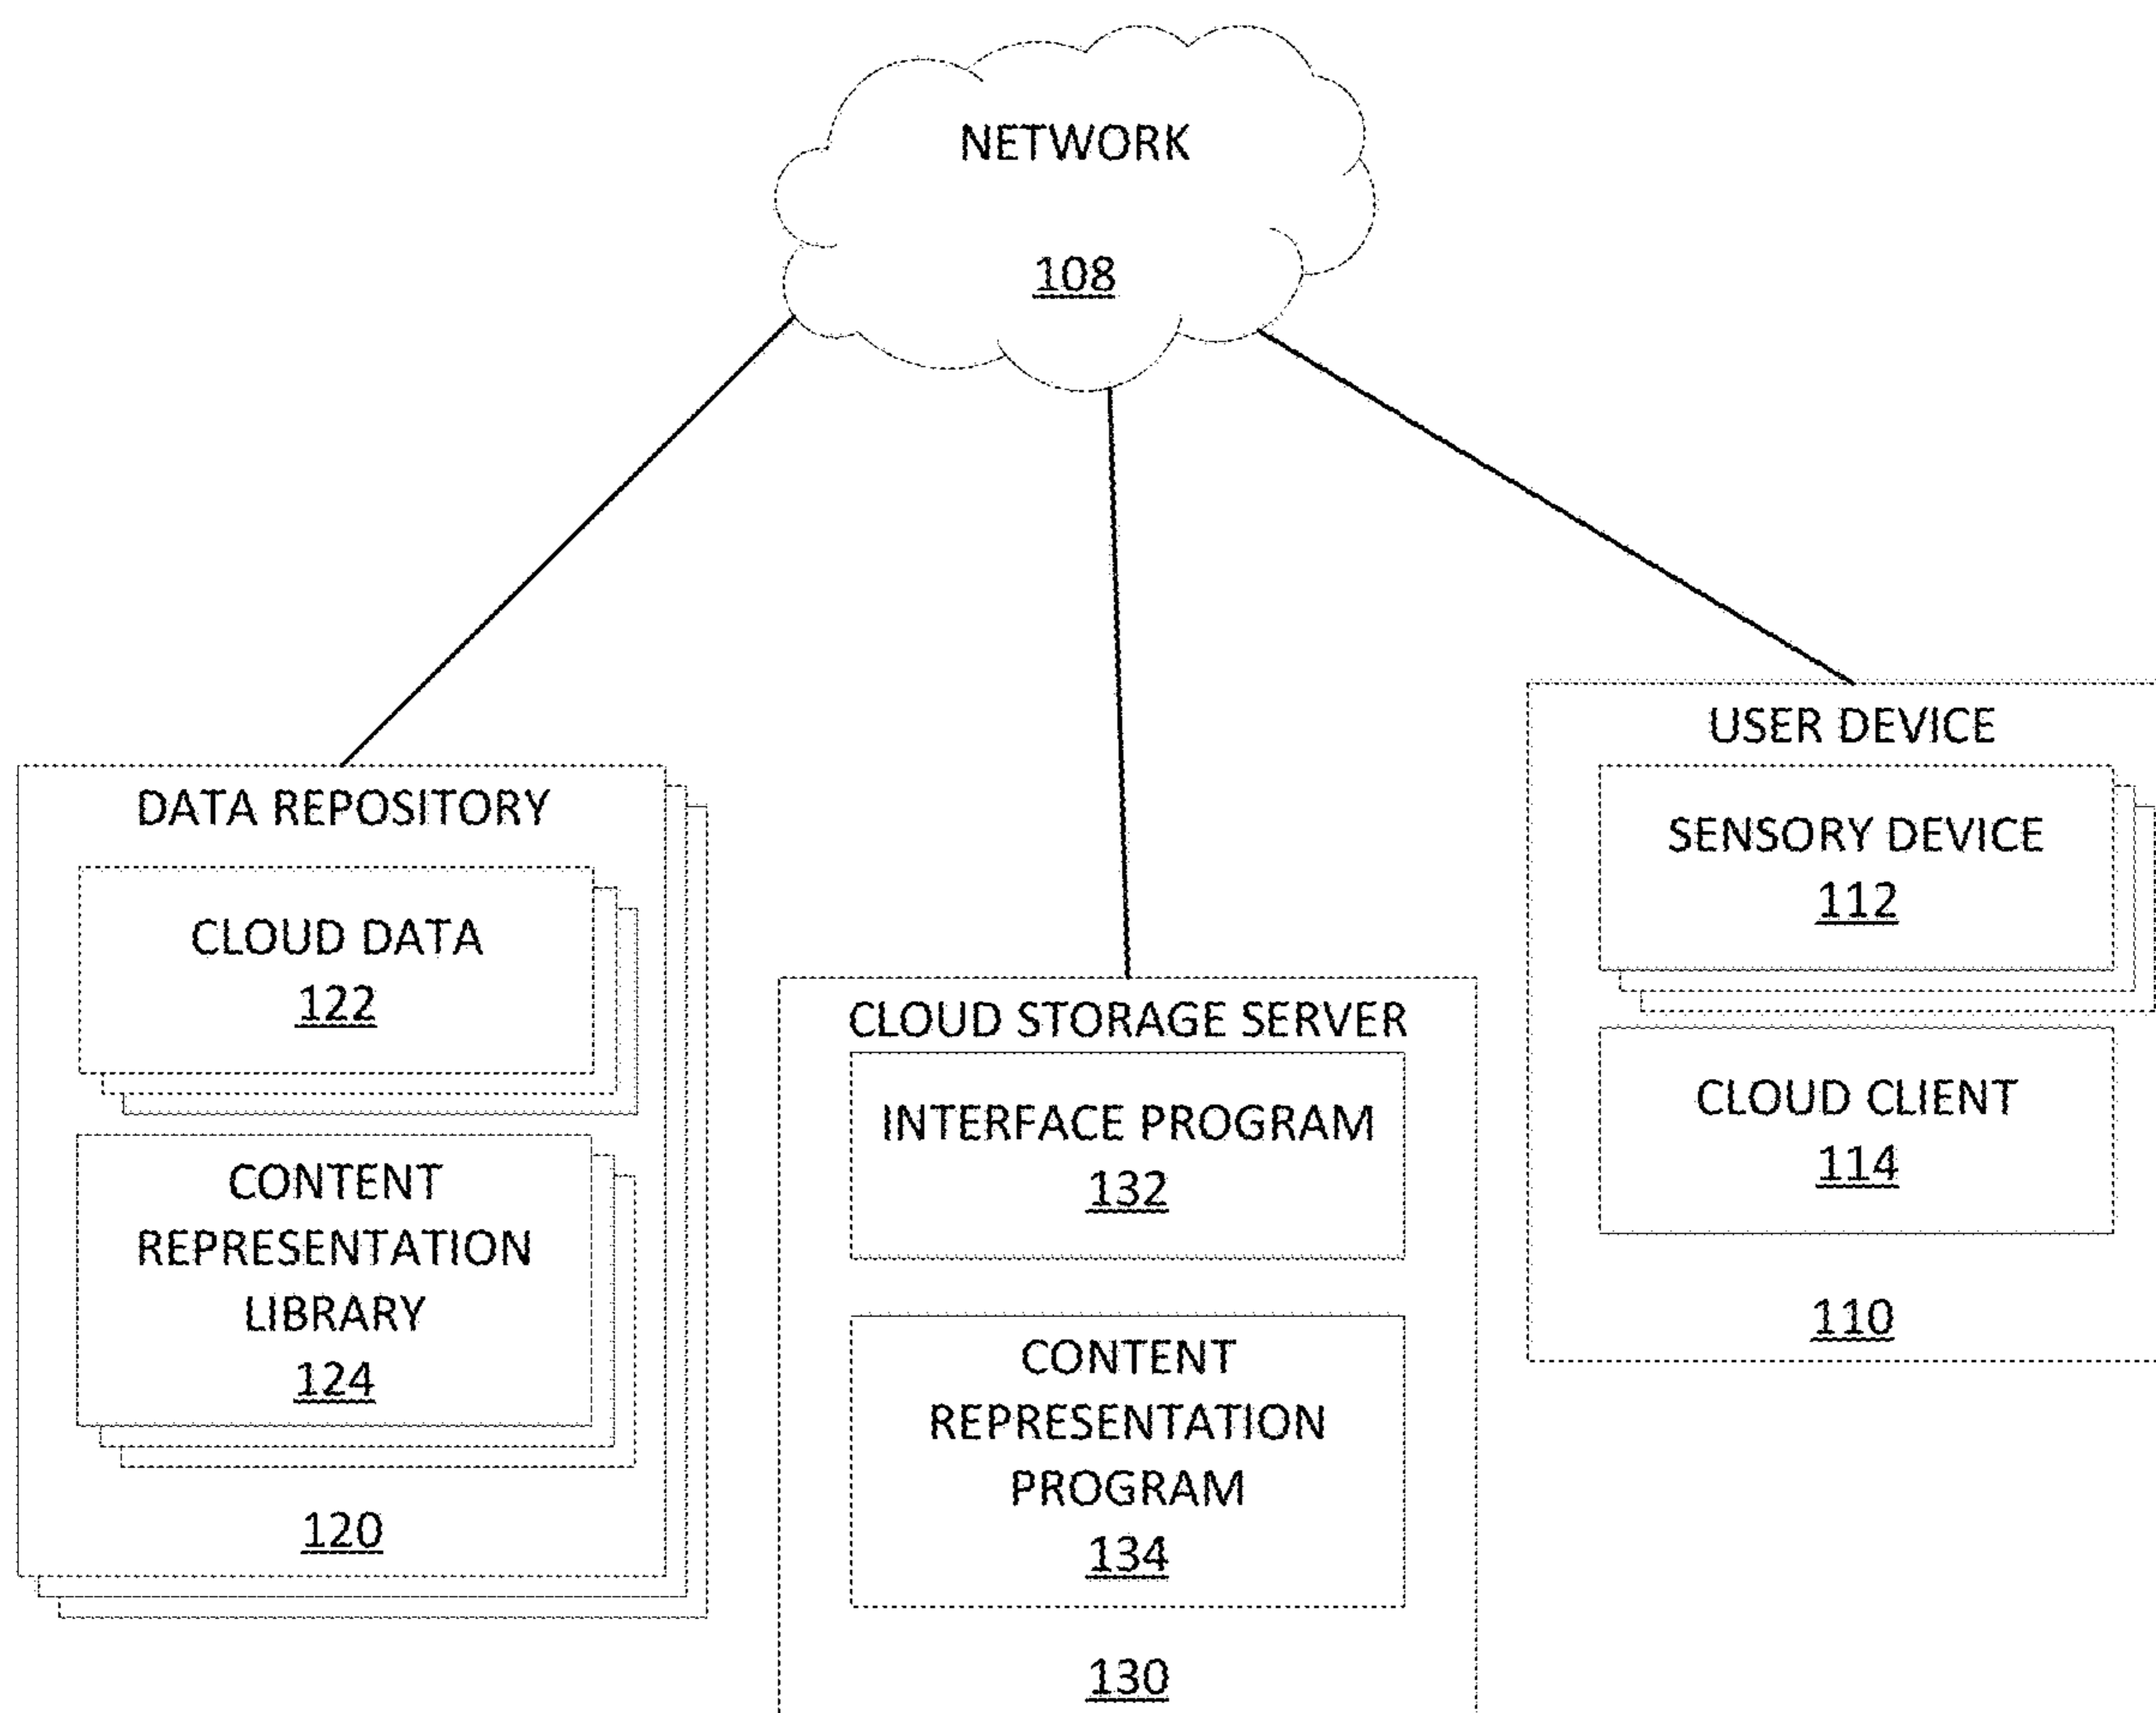 NETWORK
108
DATA REPOSITORY
CLOUD DATA
122
CONTENT
REPRESENTATION
LIBRARY
124
120
CLOUD STORAGE SERVER
INTERFACE PROGRAM
132
CONTENT
REPRESENTATION
PROGRAM
134
130
USER DEVICE
SENSORY DEVICE
112
CLOUD CLIENT
114
110